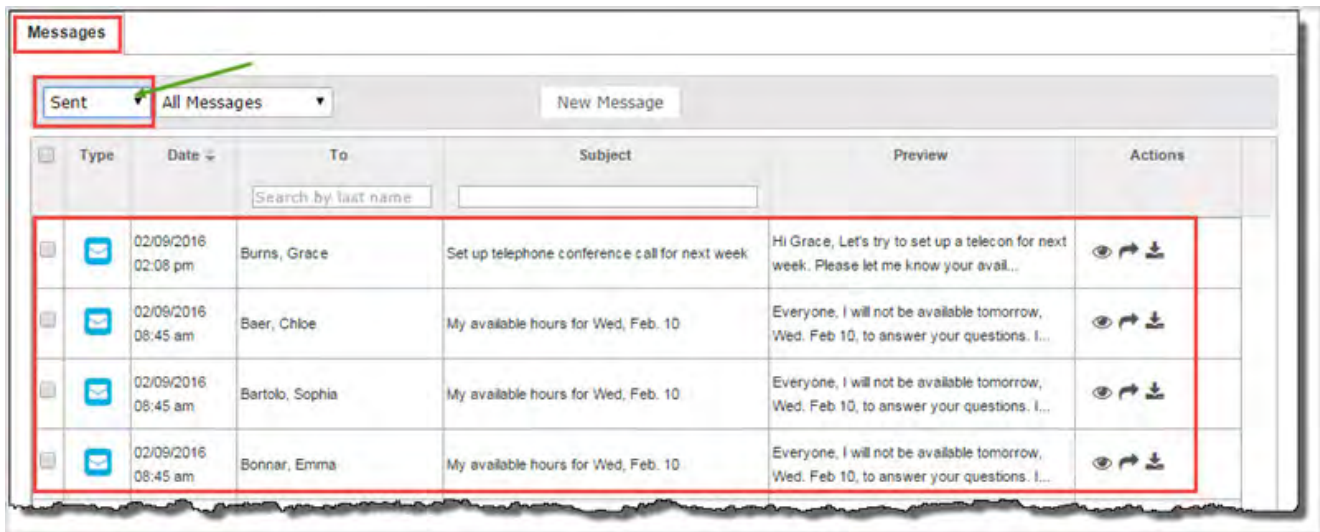 Messages
Sent All Messages New Message
Type Date To Subject Preview Actions
Search by last name
02/09/2016
02:08 pm
Burns, Grace
Set up telephone conference call for next week
Hi Grace, Let's try to set up a telecon for next
week. Please let me know your avail...
02/09/2016
08:45 am
Baer, Chloe
My available hours for Wed, Feb. 10
Everyone, I will not be available tomorrow,
Wed. Feb 10, to answer your questions. I...
02/09/2016
08:45 am
Bartolo, Sophia
My available hours for Wed, Feb. 10
Everyone, I will not be available tomorrow,
Wed. Feb 10, to answer your questions. I...
02/09/2016
08:45 am
Bonnar, Emma
My available hours for Wed, Feb. 10
Everyone, I will not be available tomorrow,
Wed. Feb 10, to answer your questions. I...